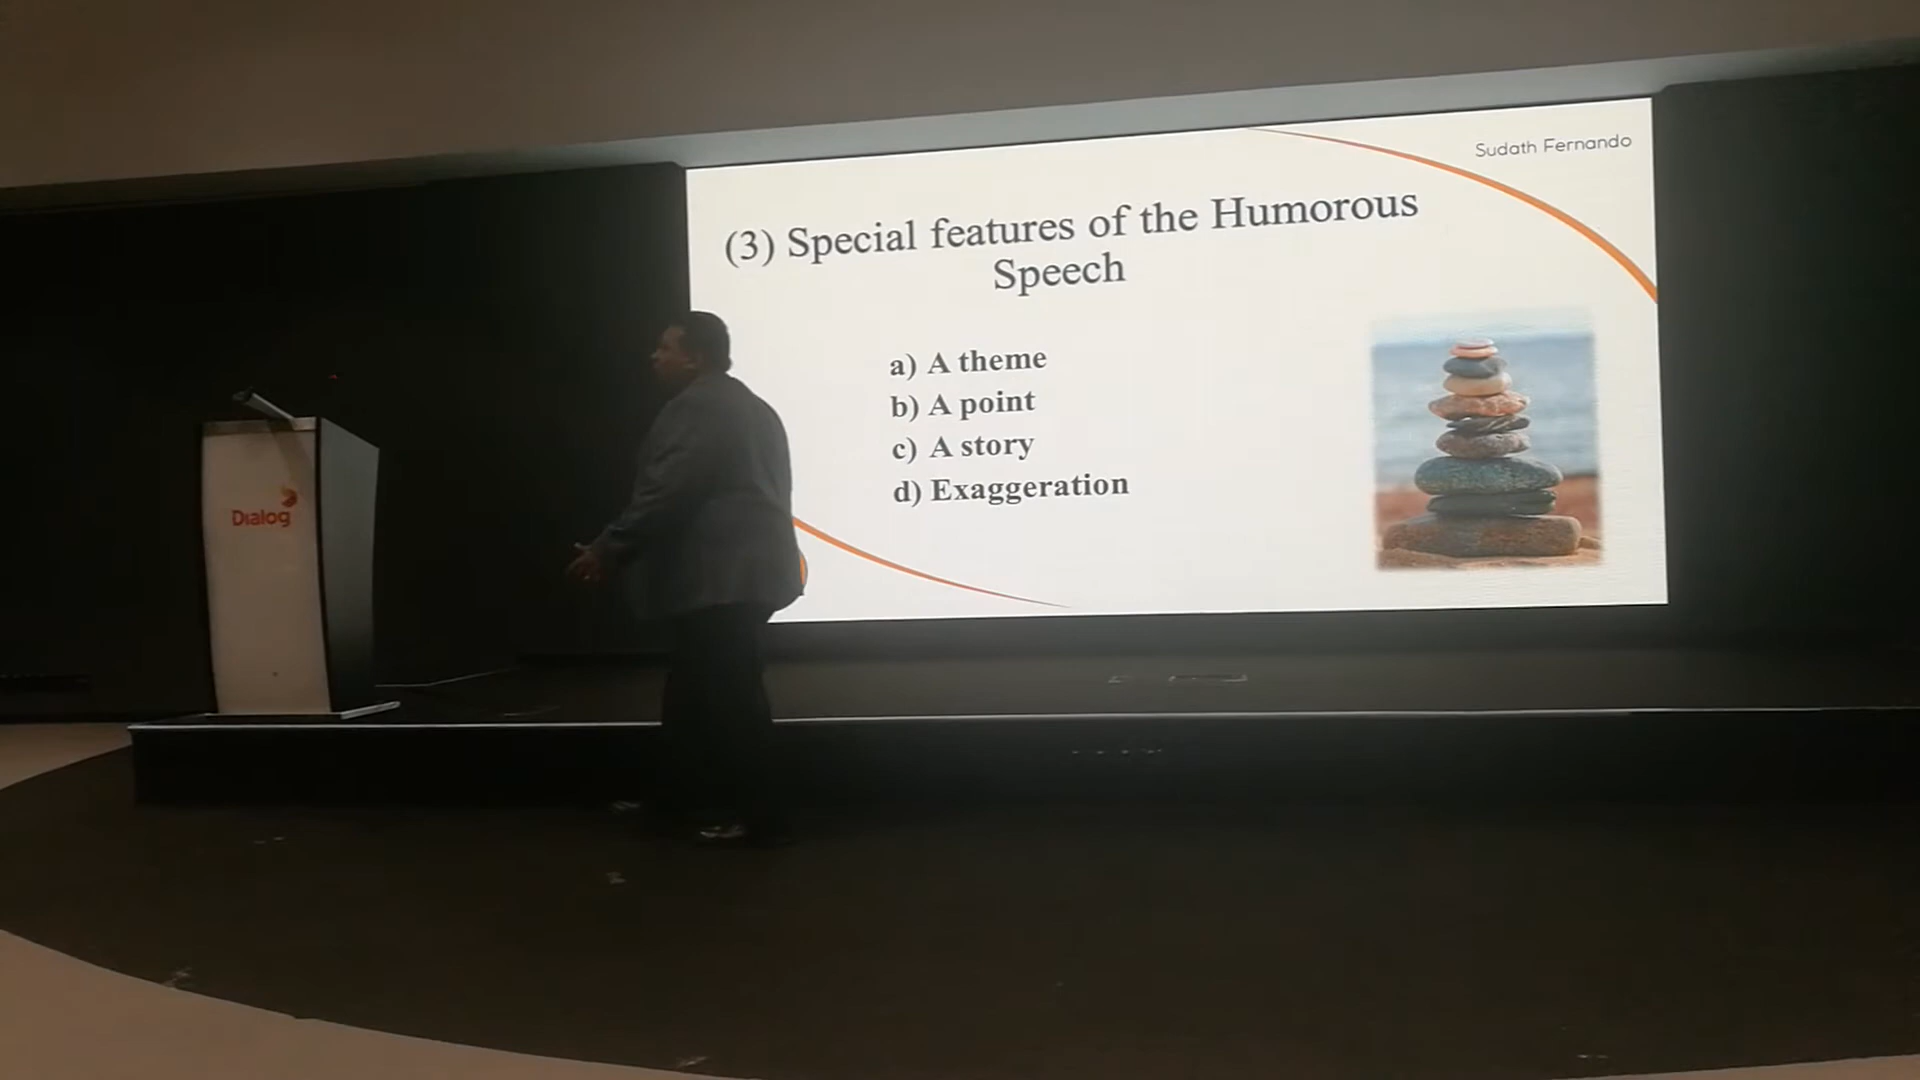 Sudath Fernando
(3) Special features of the Humorous
Speech
a) A theme
b) A point
c) A story
d) Exaggeration
Dialog